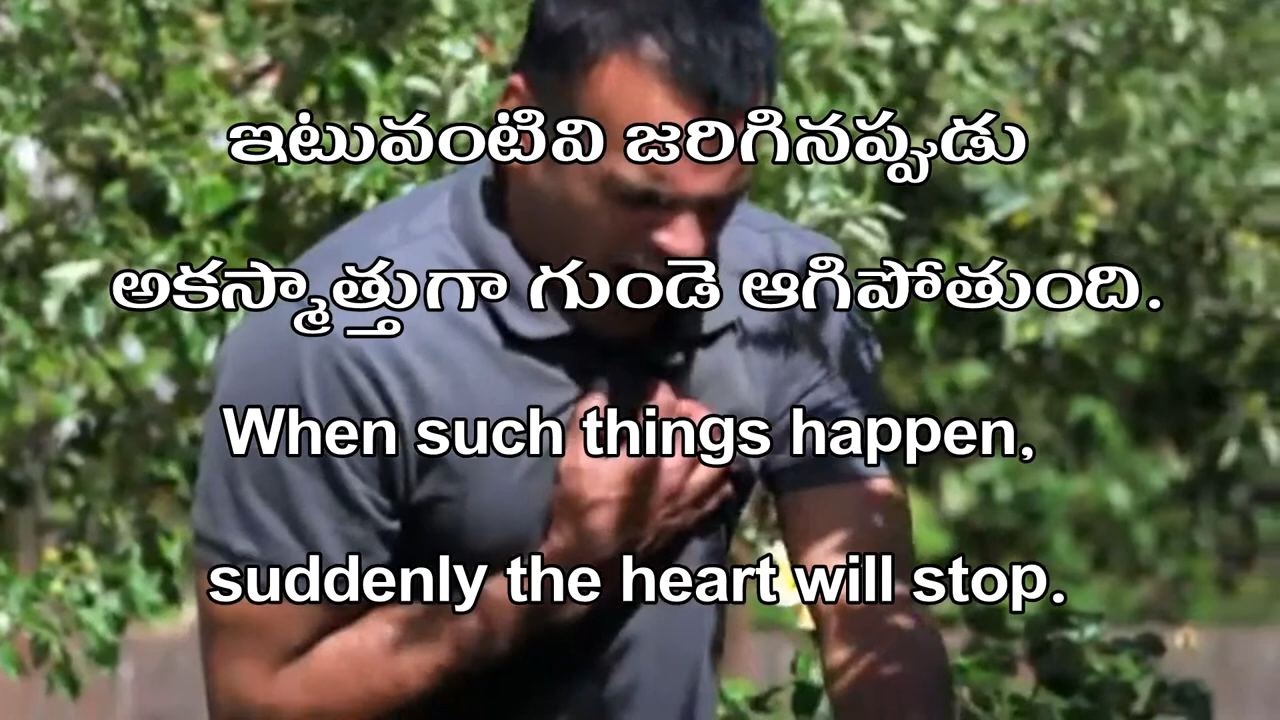 ఇటువంటివి జరిగినప్పుడు
అకస్మాత్తుగా గుండె ఆగిపోతుంది.
When such things happen,
suddenly the heart will stop.